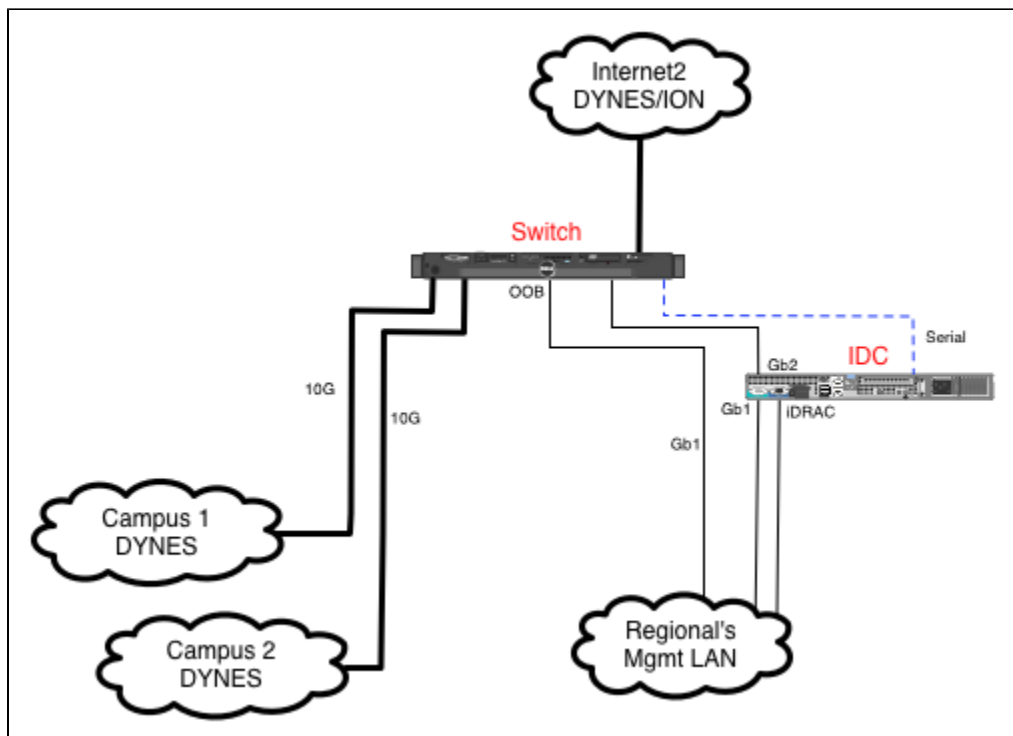 Internet2
DYNES/ION
Switch
OOB
Serial
IDC
Gb2
10G
10G
Gb1
iDRAC
Gb1
Campus 1
DYNES
Regional's
Mgmt LAN
Campus 2
DYNES